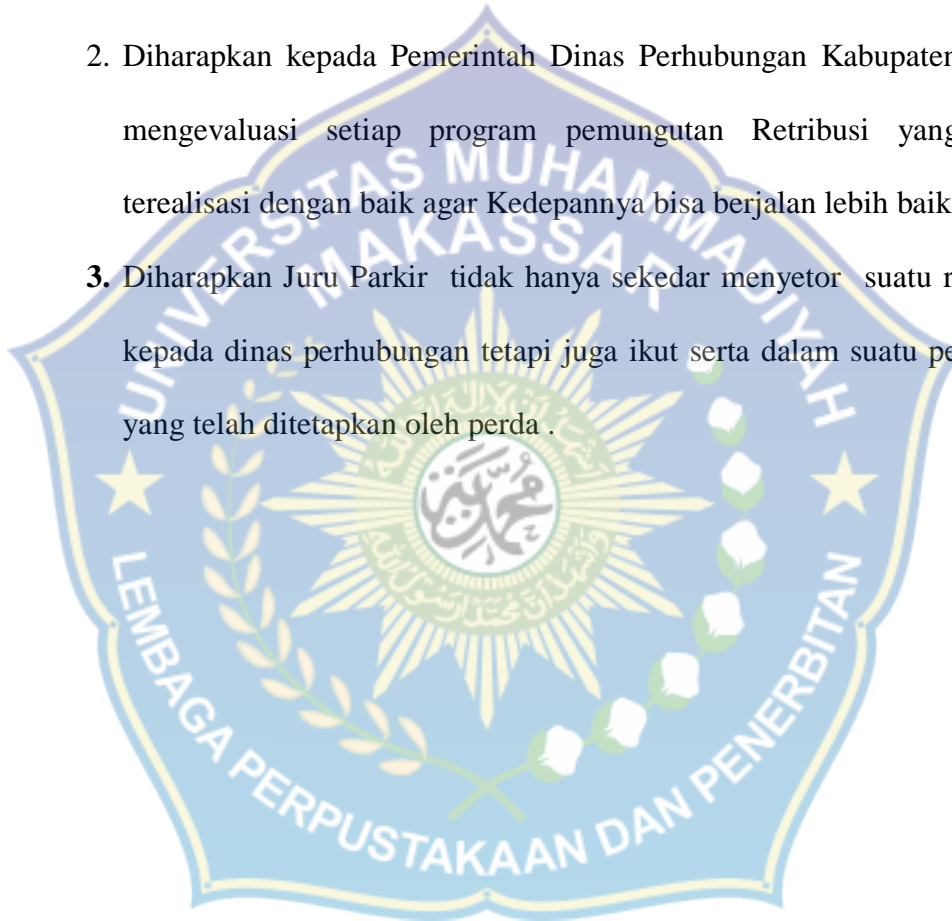 2. Diharapkan kepada Pemerintah Dinas Perhubungan Kabupaten
mengevaluasi setiap program pemungutan Retribusi yang
terealisasi dengan baik agar Kedepannya bisa berjalan lebih baik
3. Diharapkan Juru Parkir tidak hanya sekedar menyetor suatu
kepada dinas perhubungan tetapi juga ikut serta dalam suatu
yang telah ditetapkan oleh perda .
UNIVERSITAS MUHAMMADIYAH
MAKASSAR
LEMBAGA PERPUSTAKAAN DAN PENERBITAN